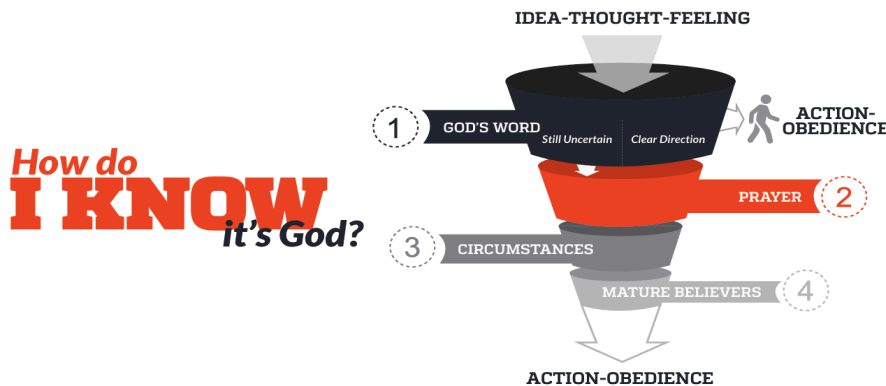 How do
I KNOW
it's God?
IDEA-THOUGHT-FEELING
1
GOD'S WORD
Still Uncertain
Clear Direction
ACTION-
OBEDIENCE
PRAYER
2
3
CIRCUMSTANCES
MATURE BELIEVERS
4
ACTION-OBEDIENCE